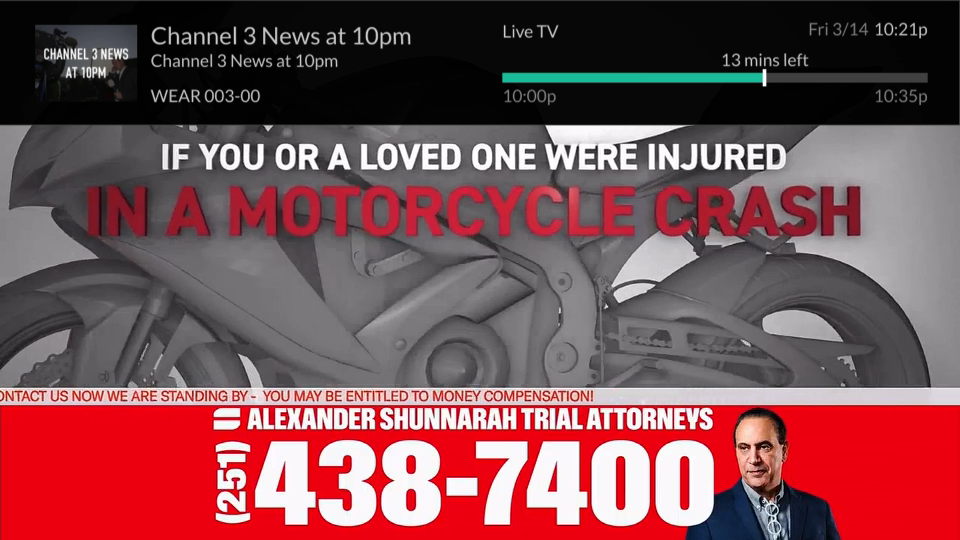 CHANNEL 3 NEWS
AT 10PM
Channel 3 News at 10pm
Channel 3 News at 10pm
WEAR 003-00
Live TV
Fri 3/14 10:21p
13 mins left
10:00p
10:35p
IF YOU OR A LOVED ONE WERE INJURED
IN A MOTORCYCLE CRASH
CONTACT US NOW WE ARE STANDING BY - YOU MAY BE ENTITLED TO MONEY COMPENSATION!
ALEXANDER SHUNNARAH TRIAL ATTORNEYS
(251) 438-7400